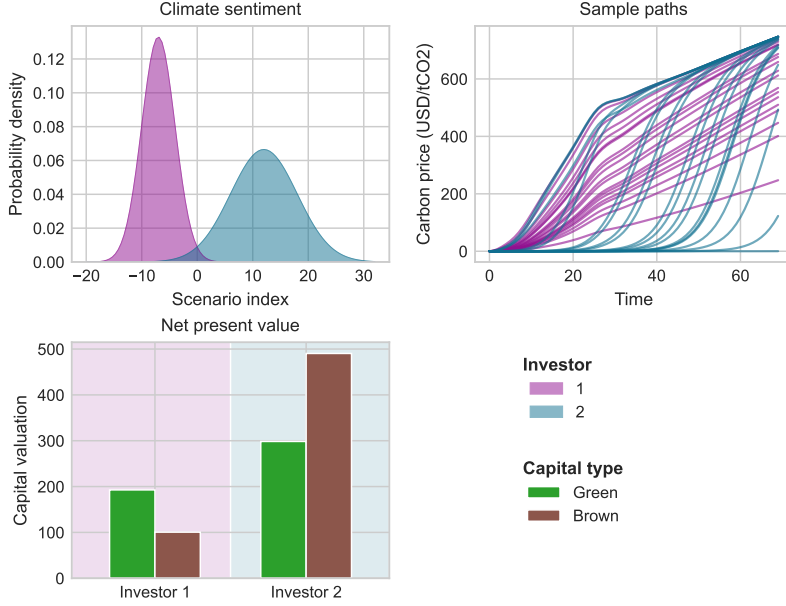 Climate sentiment
Probability density
0.12
0.10
0.08
0.06
0.04
0.02
0.00
−20 −10 0 10 20 30
Scenario index
Sample paths
Carbon price (USD/tCO2)
600
400
200
0
0 20 40 60
Time
Net present value
Capital valuation
500
400
300
200
100
0
Investor 1 Investor 2
Investor
1
2
Capital type
Green
Brown